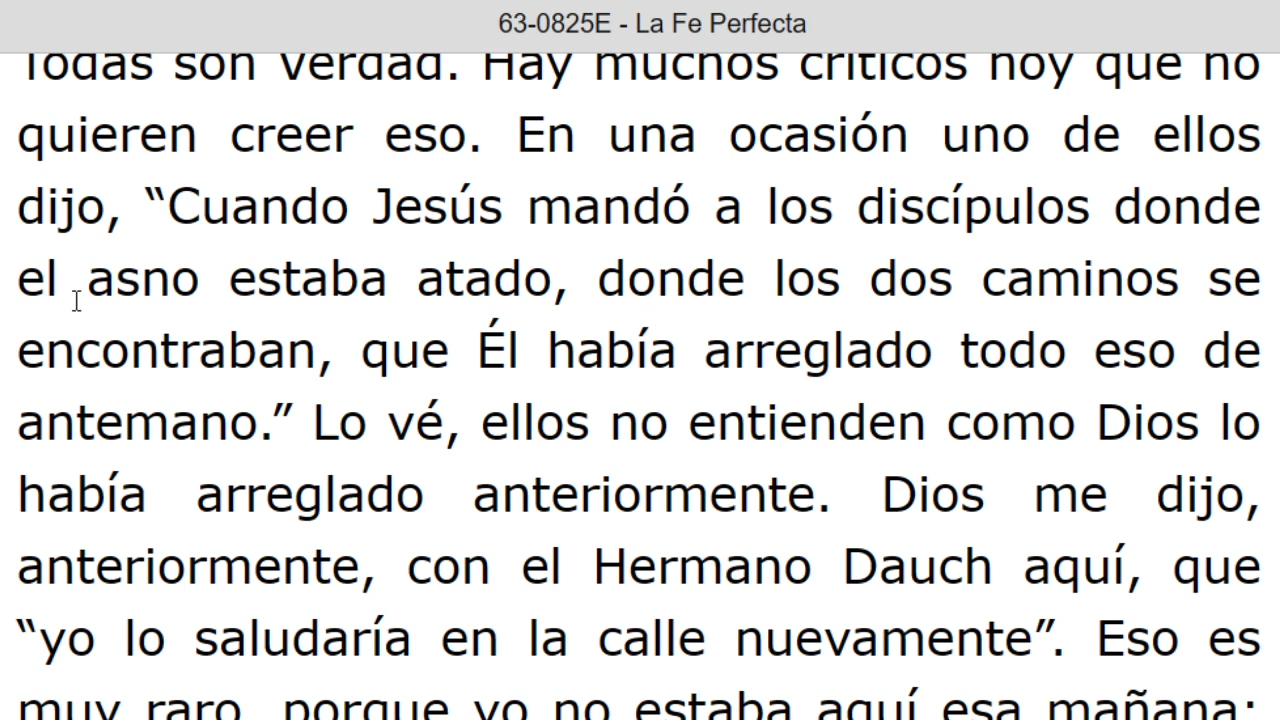 63-0825E - La Fe Perfecta
Todas son verdad. Hay muchos críticos hoy que no
quieren creer eso. En una ocasión uno de ellos
dijo, “Cuando Jesús mandó a los discípulos donde
el asno estaba atado, donde los dos caminos se
encontraban, que Él había arreglado todo eso de
antemano.” Lo vé, ellos no entienden como Dios lo
había arreglado anteriormente. Dios me dijo,
anteriormente, con el Hermano Dauch aquí, que
“yo lo saludaría en la calle nuevamente”. Eso es
muy raro, porque yo no estaba aquí esa mañana;